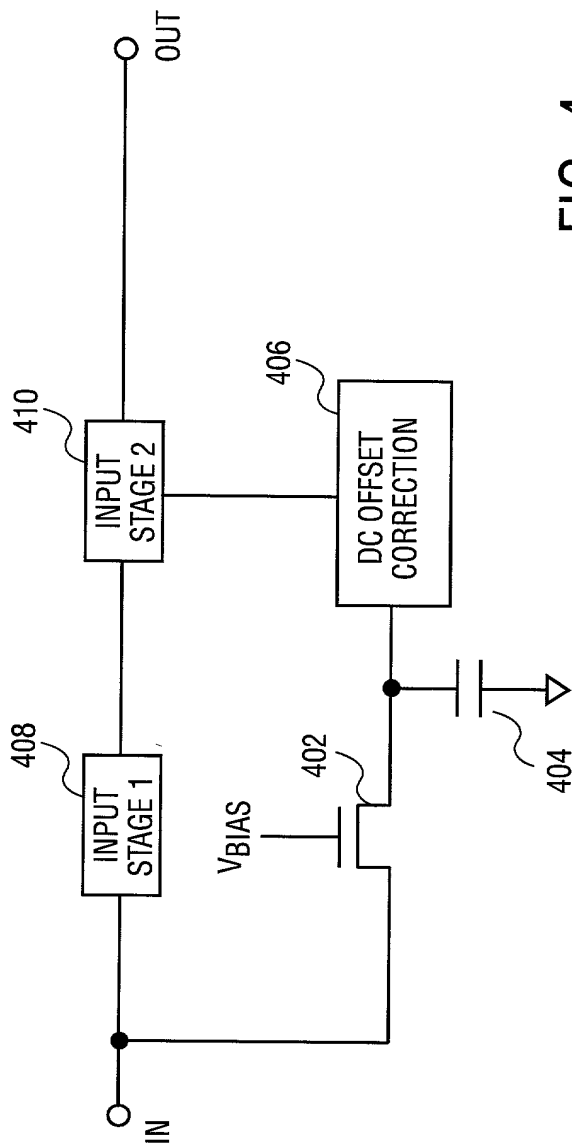 IN
408
INPUT
STAGE 1
410
INPUT
STAGE 2
OUT
VBIAS
402
404
406
DC OFFSET
CORRECTION